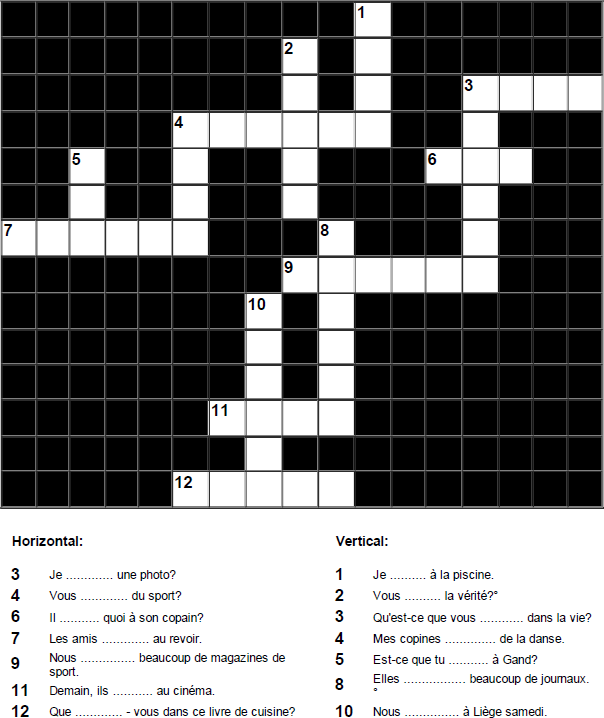 1
2
3
4
5
6
7
8
9
10
11
12
Horizontal:
3 Je ............. une photo?
4 Vous ............. du sport?
6 Il ........... quoi à son copain?
7 Les amis ............. au revoir.
9 Nous ............... beaucoup de magazines de
sport.
11 Demain, ils ........... au cinéma.
12 Que ............. - vous dans ce livre de cuisine?
Vertical:
1 Je .......... à la piscine.
2 Vous .......... la vérité?°
3 Qu'est-ce que vous ............ dans la vie?
4 Mes copines .............. de la danse.
5 Est-ce que tu ........... à Gand?
8 Elles ................. beaucoup de journaux.
°
10 Nous ............... à Liège samedi.